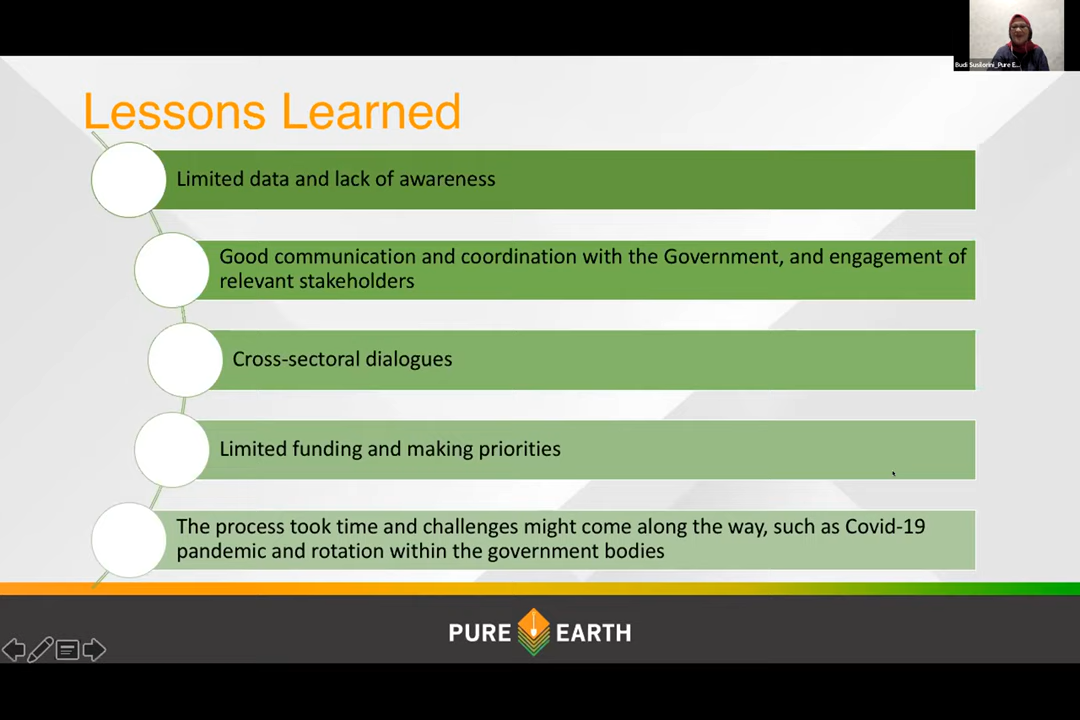 Budi Susilorini_Pure E...
Lessons Learned
Limited data and lack of awareness
Good communication and coordination with the Government, and engagement of
relevant stakeholders
Cross-sectoral dialogues
Limited funding and making priorities
The process took time and challenges might come along the way, such as Covid-19
pandemic and rotation within the government bodies
PURE EARTH